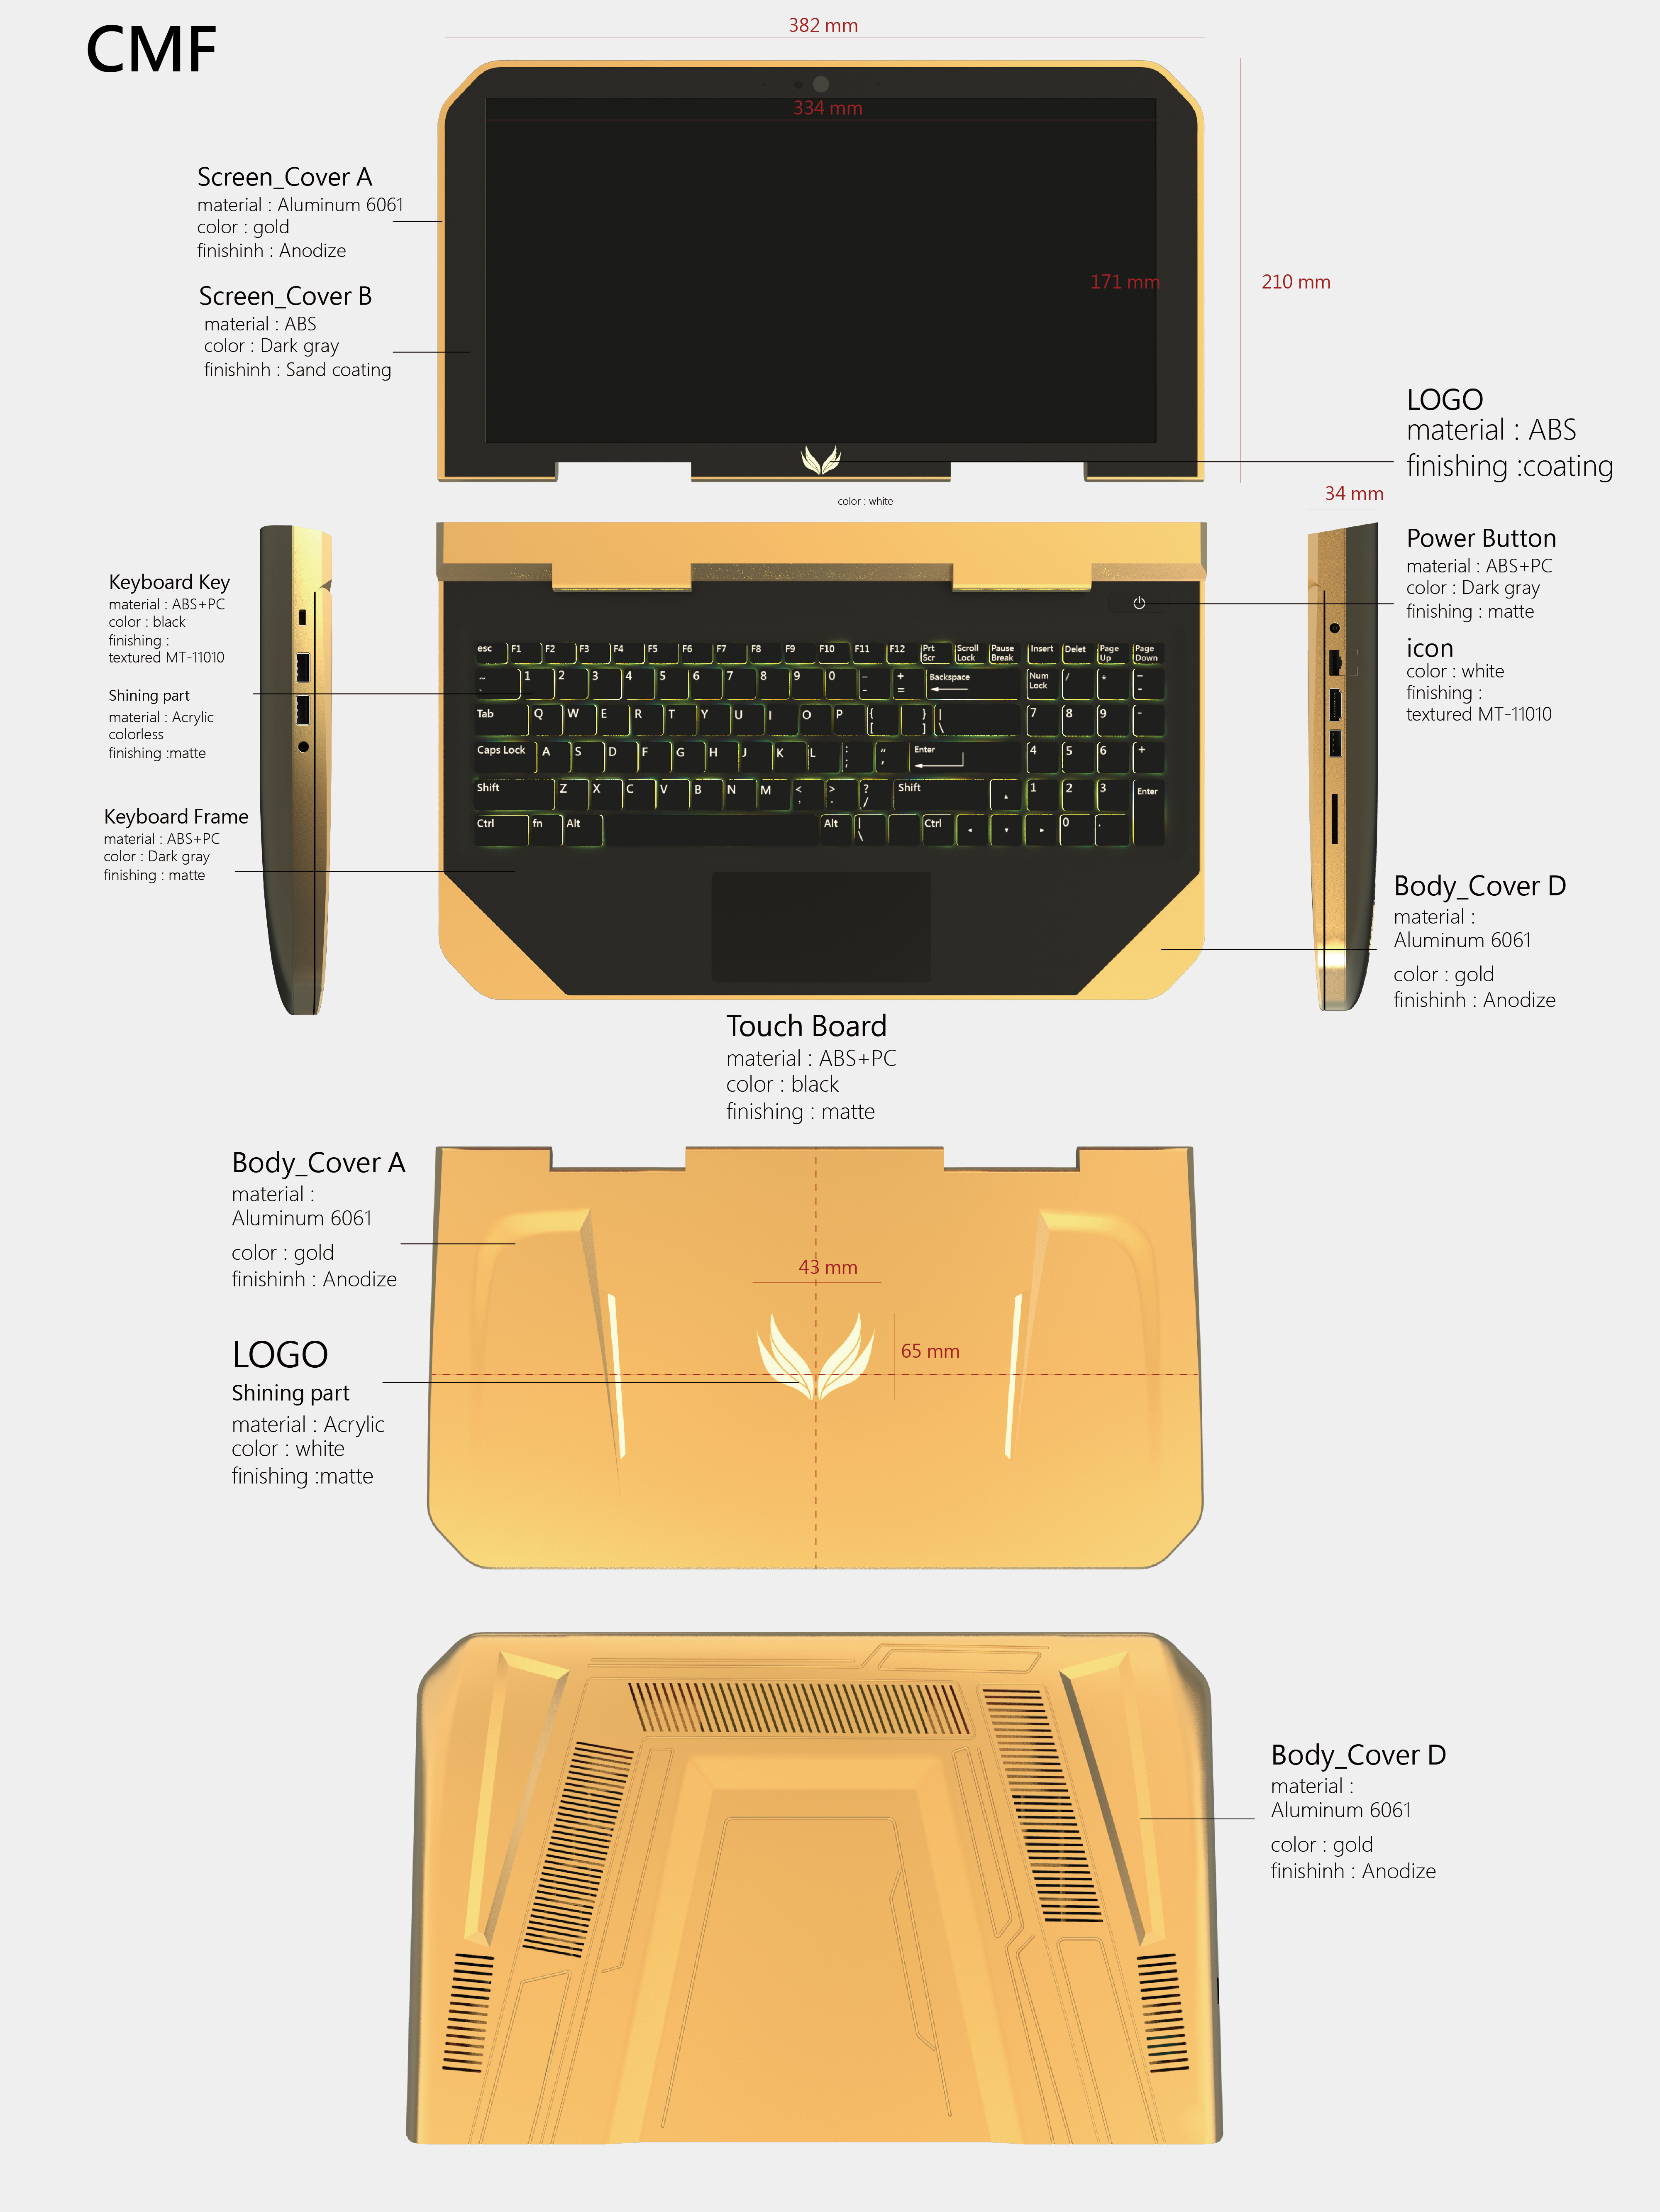 CMF
382 mm
334 mm
171 mm
210 mm
Screen_Cover A
material : Aluminum 6061
color : gold
finishinh : Anodize
Screen_Cover B
material : ABS
color : Dark gray
finishinh : Sand coating
LOGO
material : ABS
finishing :coating
color : white
34 mm
Keyboard Key
material : ABS+PC
color : black
finishing :
textured MT-11010
Shining part
material : Acrylic
colorless
finishing :matte
Keyboard Frame
material : ABS+PC
color : Dark gray
finishing : matte
esc F1 F2 F3 F4 F5 F6 F7 F8 F9 F10 F11 F12 Prt Scr Scroll Lock Pause Break Insert Delet Page Up Page Down
~ ` 1 2 3 4 5 6 7 8 9 0 _ - + = Backspace Num Lock / * - -
Tab Q W E R T Y U I O P { [ } ] | \ 7 8 9 -
Caps Lock A S D F G H J K L : ; " ' Enter 4 5 6 +
Shift Z X C V B N M < , > . ? / Shift 1 2 3 Enter
Ctrl fn Alt Alt | \ Ctrl 0 .
Power Button
material : ABS+PC
color : Dark gray
finishing : matte
icon
color : white
finishing :
textured MT-11010
Body_Cover D
material :
Aluminum 6061
color : gold
finishinh : Anodize
Touch Board
material : ABS+PC
color : black
finishing : matte
Body_Cover A
material :
Aluminum 6061
color : gold
finishinh : Anodize
43 mm
65 mm
LOGO
Shining part
material : Acrylic
color : white
finishing :matte
Body_Cover D
material :
Aluminum 6061
color : gold
finishinh : Anodize